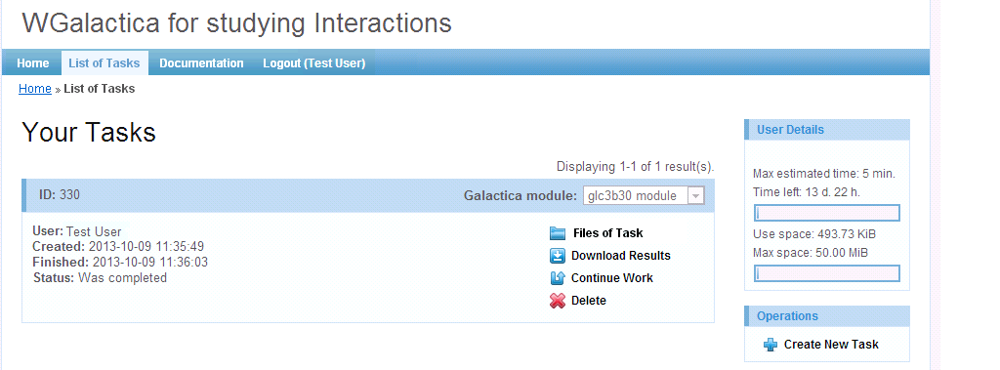 WGalactica for studying Interactions
Home List of Tasks Documentation Logout (Test User)
Home » List of Tasks
Your Tasks
Displaying 1-1 of 1 result(s).
ID: 330 Galactica module: glc3b30 module
User: Test User
Created: 2013-10-09 11:35:49
Finished: 2013-10-09 11:36:03
Status: Was completed
Files of Task
Download Results
Continue Work
Delete
User Details
Max estimated time: 5 min.
Time left: 13 d. 22 h.
Use space: 493.73 KiB
Max space: 50.00 MiB
Operations
Create New Task